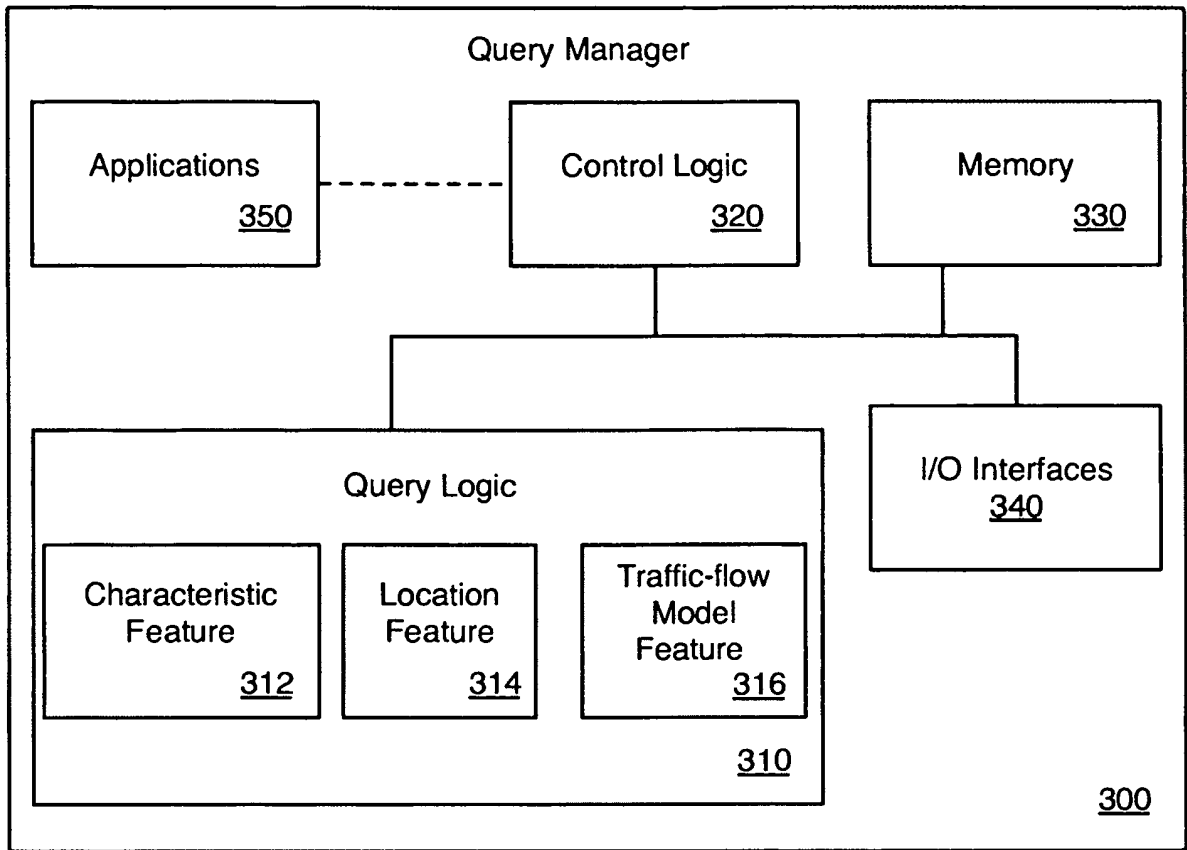 Query Manager
Applications
350
Control Logic
320
Memory
330
Query Logic
Characteristic
Feature
312
Location
Feature
314
Traffic-flow
Model
Feature
316
310
I/O Interfaces
340
300